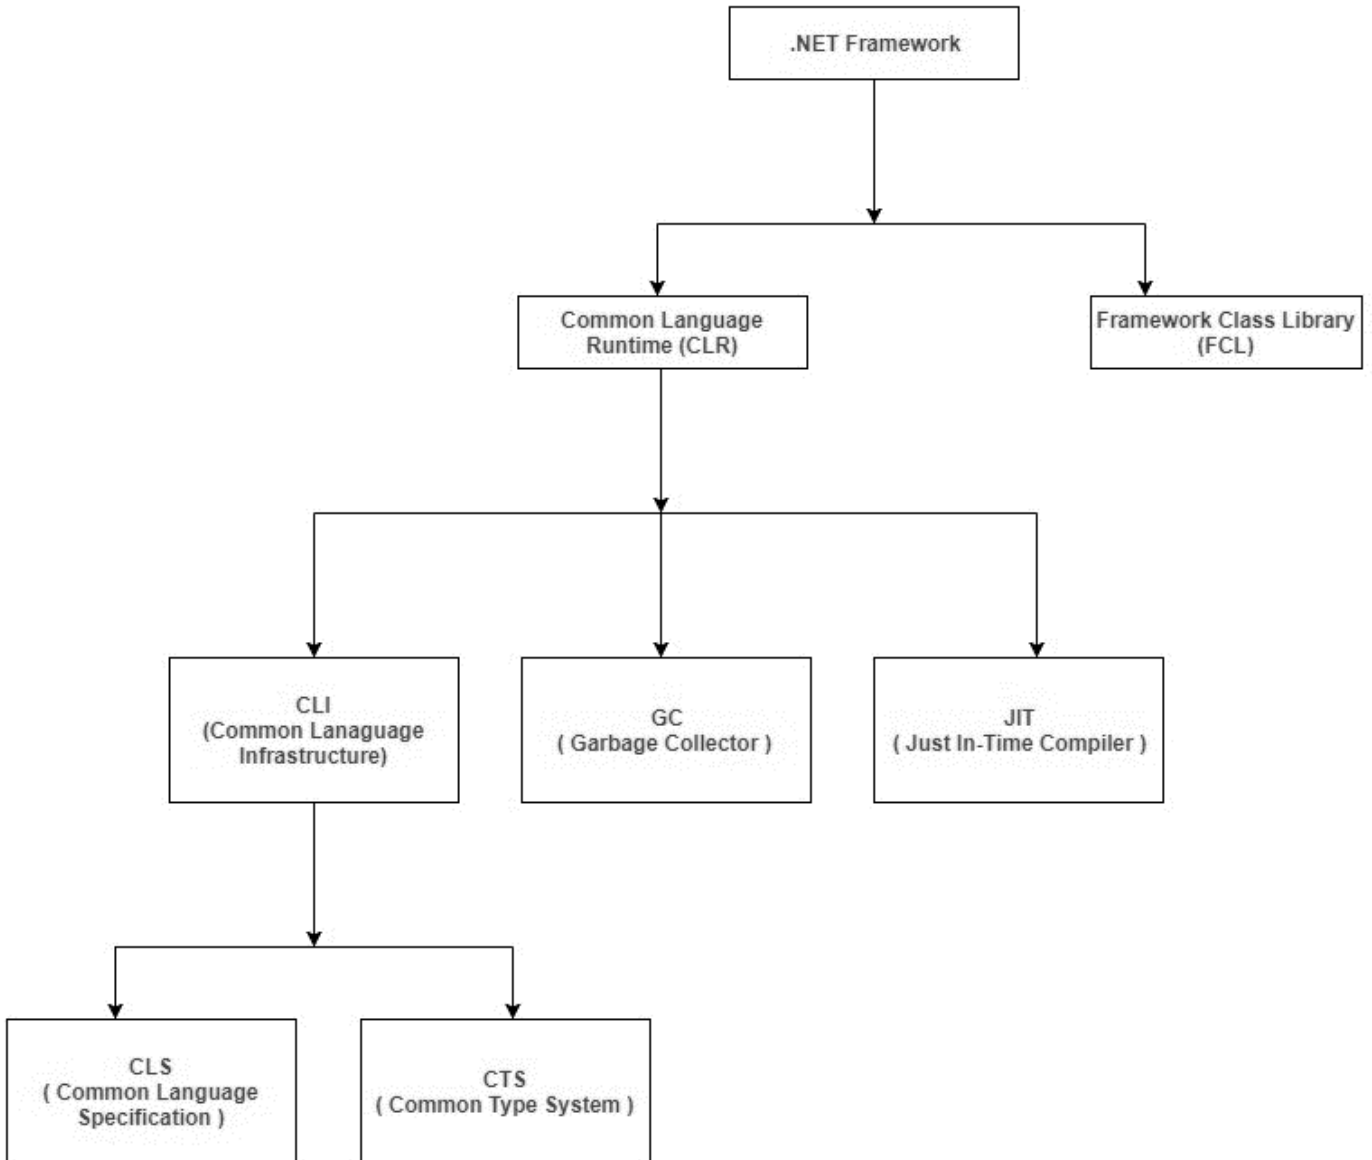 .NET Framework
Common Language
Runtime (CLR)
Framework Class Library
(FCL)
CLI
(Common Lanaguage
Infrastructure)
GC
( Garbage Collector )
JIT
( Just In-Time Compiler )
CLS
( Common Language
Specification )
CTS
( Common Type System )